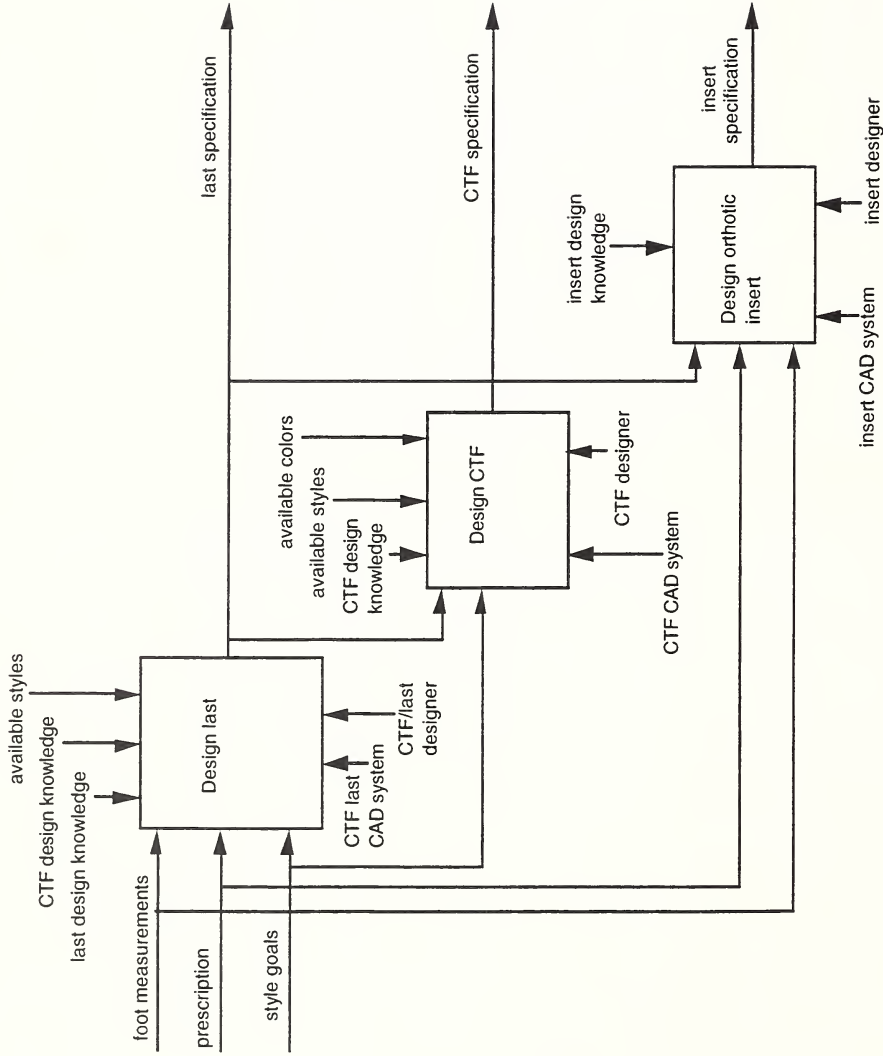 available styles
CTF design knowledge
last design knowledge
foot measurements
prescription
style goals
Design last
CTF last
CAD system
CTF/last
designer
last specification
available colors
available styles
CTF design
knowledge
Design CTF
CTF designer
CTF CAD system
CTF specification
insert design
knowledge
Design orthotic
insert
insert CAD system
insert designer
insert
specification